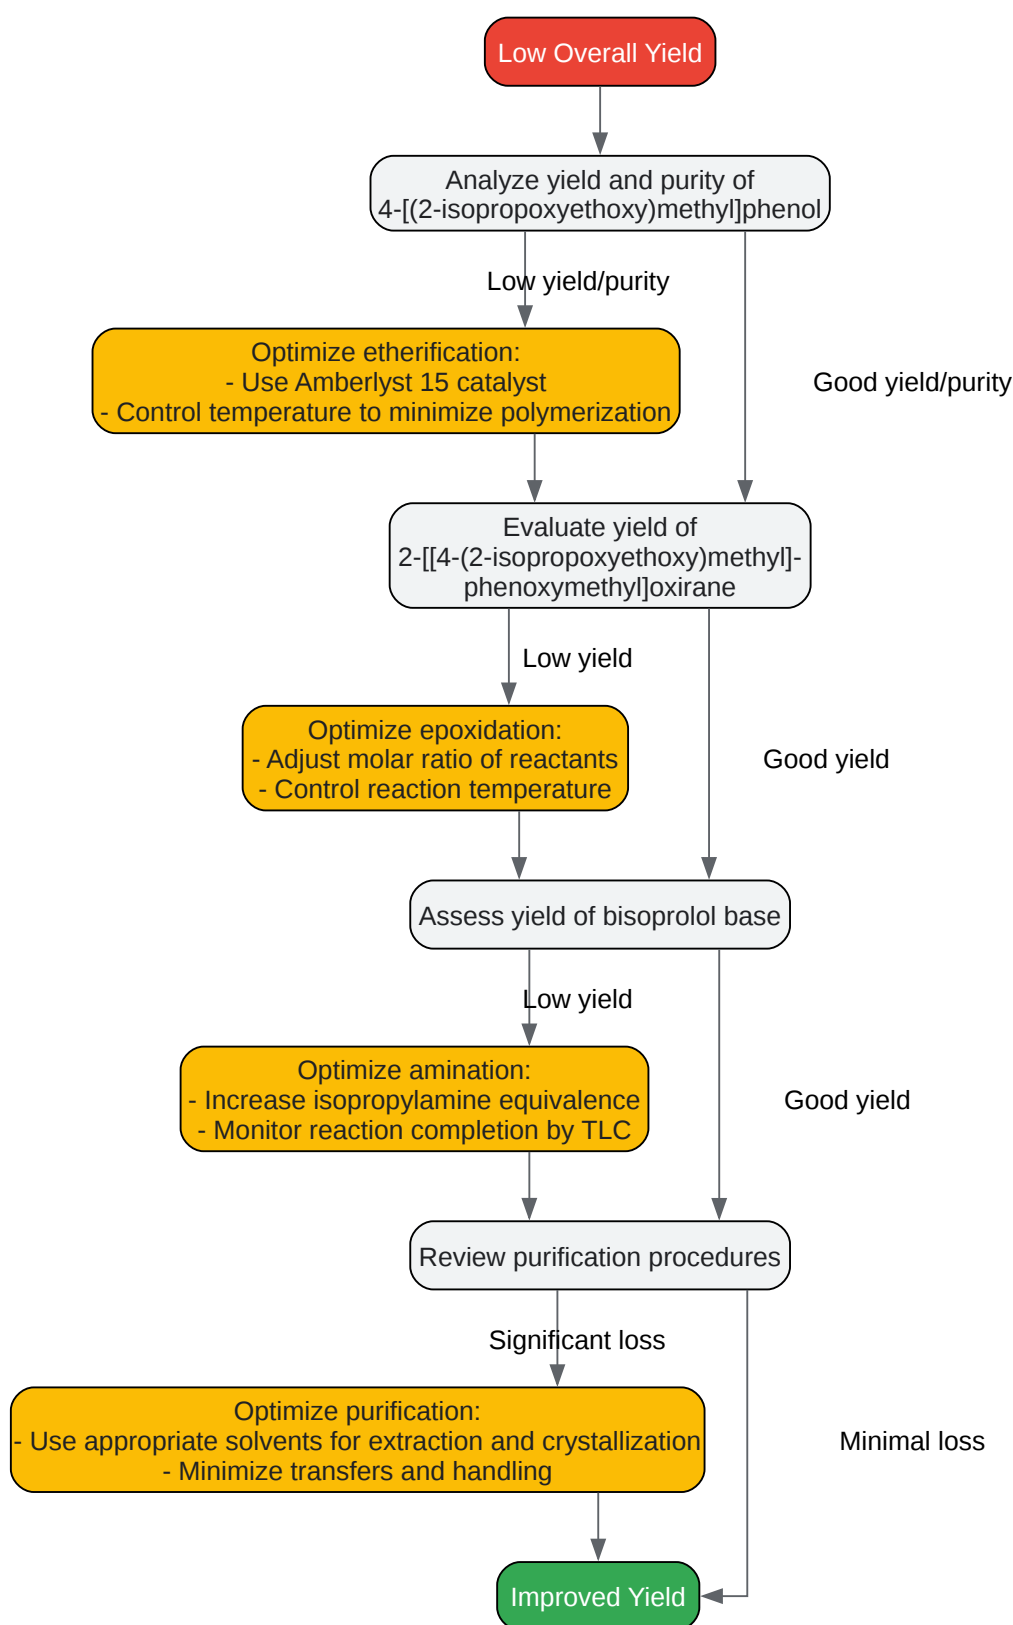 Low Overall Yield
Analyze yield and purity of
4-[(2-isopropoxyethoxy)methyl]phenol
Low yield/purity
Optimize etherification:
- Use Amberlyst 15 catalyst
- Control temperature to minimize polymerization
Good yield/purity
Evaluate yield of
2-[[4-(2-isopropoxyethoxy)methyl]-
phenoxymethyl]oxirane
Low yield
Optimize epoxidation:
- Adjust molar ratio of reactants
- Control reaction temperature
Good yield
Assess yield of bisoprolol base
Low yield
Optimize amination:
- Increase isopropylamine equivalence
- Monitor reaction completion by TLC
Good yield
Review purification procedures
Significant loss
Optimize purification:
- Use appropriate solvents for extraction and crystallization
- Minimize transfers and handling
Minimal loss
Improved Yield